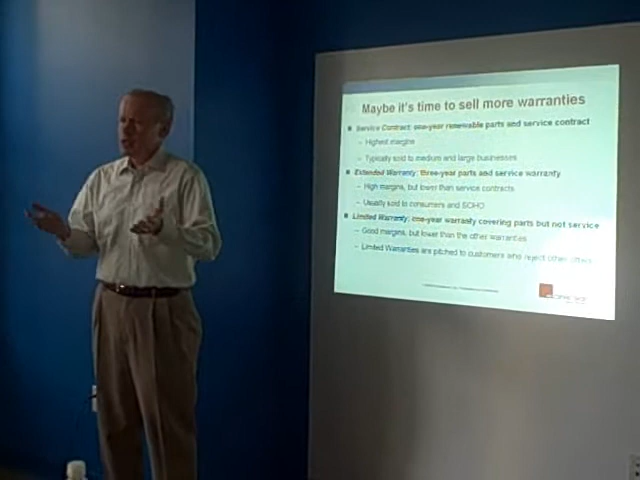 Maybe it's time to sell more warranties
Service Contract: one-year renewable parts and service contract
– Highest margins
– Typically sold to medium and large businesses
Extended Warranty: three-year parts and service warranty
– High margins, but lower than service contracts
– Usually sold to consumers and SOHO
Limited Warranty: one-year warranty covering parts but not service
– Good margins, but lower than the other warranties
– Limited Warranties are pitched to customers who reject other